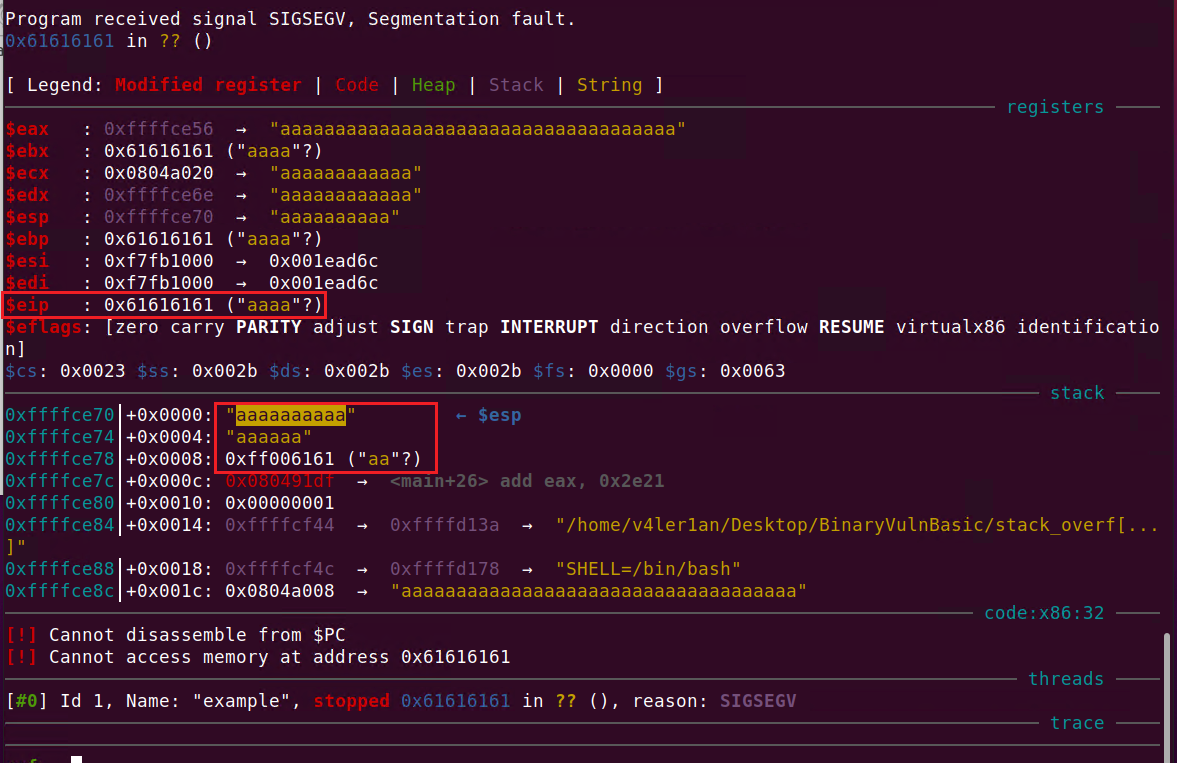 Program received signal SIGSEGV, Segmentation fault.
0x61616161 in ?? ()
[ Legend: Modified register | Code | Heap | Stack | String ]
registers
$eax   : 0xffffce56  →  "aaaaaaaaaaaaaaaaaaaaaaaaaaaaaaaaaaaa"
$ebx   : 0x61616161 ("aaaa"?)
$ecx   : 0x0804a020  →  "aaaaaaaaaaaa"
$edx   : 0xffffce6e  →  "aaaaaaaaaaaa"
$esp   : 0xffffce70  →  "aaaaaaaaaa"
$ebp   : 0x61616161 ("aaaa"?)
$esi   : 0xf7fb1000  →  0x001ead6c
$edi   : 0xf7fb1000  →  0x001ead6c
$eip   : 0x61616161 ("aaaa"?)
$eflags: [zero carry PARITY adjust SIGN trap INTERRUPT direction overflow RESUME virtualx86 identificatio
n]
$cs: 0x0023 $ss: 0x002b $ds: 0x002b $es: 0x002b $fs: 0x0000 $gs: 0x0063
stack
0xffffce70│+0x0000: "aaaaaaaaaa"         ← $esp
0xffffce74│+0x0004: "aaaaaa"
0xffffce78│+0x0008: 0xff006161 ("aa"?)
0xffffce7c│+0x000c: 0x080491df  →  <main+26> add eax, 0x2e21
0xffffce80│+0x0010: 0x00000001
0xffffce84│+0x0014: 0xffffcf44  →  0xffffd13a  →  "/home/v4ler1an/Desktop/BinaryVulnBasic/stack_overf[...
]"
0xffffce88│+0x0018: 0xffffcf4c  →  0xffffd178  →  "SHELL=/bin/bash"
0xffffce8c│+0x001c: 0x0804a008  →  "aaaaaaaaaaaaaaaaaaaaaaaaaaaaaaaaaaaa"
code:x86:32
[!] Cannot disassemble from $PC
[!] Cannot access memory at address 0x61616161
threads
[#0] Id 1, Name: "example", stopped 0x61616161 in ?? (), reason: SIGSEGV
trace